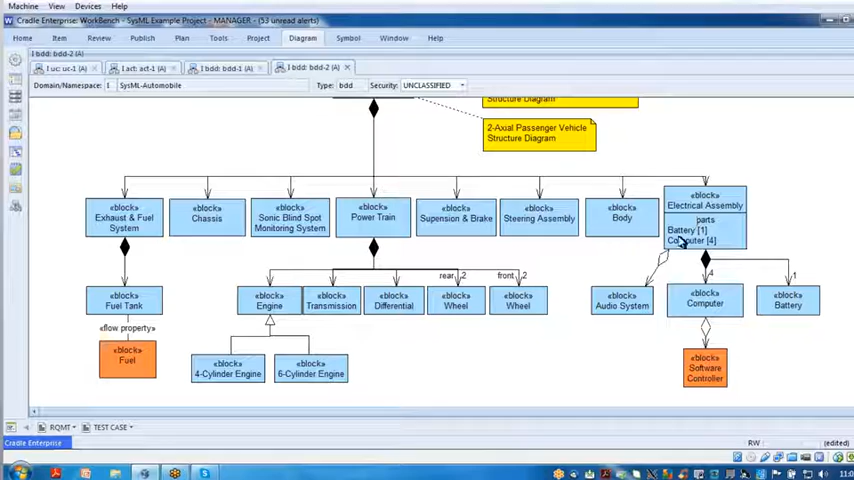 Machine View Devices Help
Cradle Enterprise: WorkBench - SysML Example Project - MANAGER - (53 unread alerts)
Home Item Review Publish Plan Tools Project Diagram Symbol Window Help
I bdd: bdd-2 (A)
I uc: uc-1 (A) I act: act-1 (A) I bdd: bdd-1 (A) I bdd: bdd-2 (A)
Domain/Namespace: I SysML-Automobile Type: bdd Security: UNCLASSIFIED
Structure Diagram
2-Axial Passenger Vehicle
Structure Diagram
«block»
Exhaust & Fuel
System
«block»
Chassis
«block»
Sonic Blind Spot
Monitoring System
«block»
Power Train
«block»
Supension & Brake
«block»
Steering Assembly
«block»
Body
«block»
Electrical Assembly
parts
Battery [1]
Computer [4]
rear 2
front 2
4
1
«block»
Fuel Tank
«block»
Engine
«block»
Transmission
«block»
Differential
«block»
Wheel
«block»
Wheel
«block»
Audio System
«block»
Computer
«block»
Battery
«flow property»
«block»
Fuel
«block»
4-Cylinder Engine
«block»
6-Cylinder Engine
«block»
Software
Controller
RQMT TEST CASE
Cradle Enterprise RW: (edited)